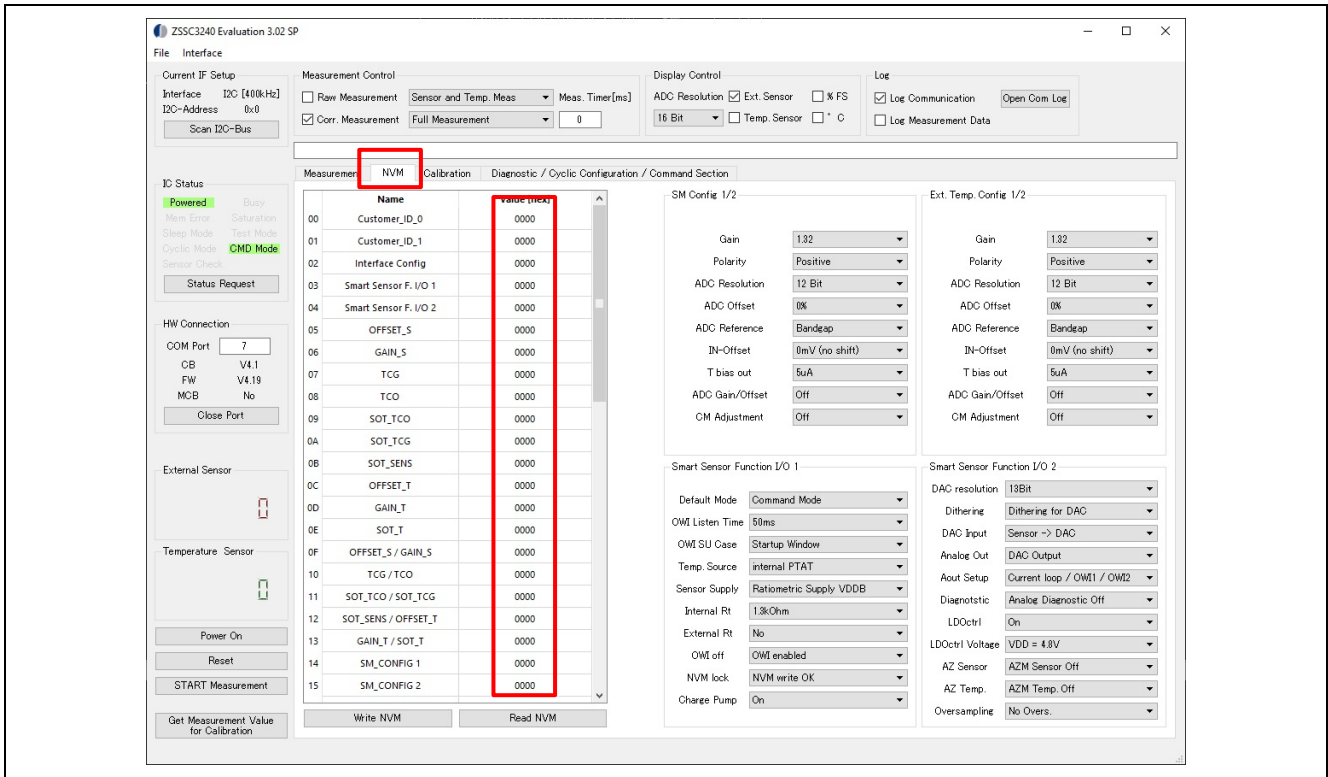 ZSSC3240 Evaluation 3.02 SP
File Interface
Current IF Setup
Interface I2C [400kHz]
I2C-Address 0x0
Scan I2C-Bus
Measurement Control
Raw Measurement Sensor and Temp. Meas Meas. Timer[ms]
Corr. Measurement Full Measurement 0
Display Control
ADC Resolution Ext. Sensor % FS
16 Bit Temp. Sensor ° C
Log
Log Communication Open Com Log
Log Measurement Data
Measurement NVM Calibration Diagnostic / Cyclic Configuration / Command Section
IC Status
Powered Busy
Mem Error Saturation
Sleep Mode Test Mode
Cyclic Mode CMD Mode
Sensor Check
Status Request
HW Connection
COM Port 7
CB V4.1
FW V4.19
MCB No
Close Port
External Sensor
0
Temperature Sensor
0
Power On
Reset
START Measurement
Get Measurement Value
for Calibration
Name Value [hex]
00 Customer_ID_0 0000
01 Customer_ID_1 0000
02 Interface Config 0000
03 Smart Sensor F. I/O 1 0000
04 Smart Sensor F. I/O 2 0000
05 OFFSET_S 0000
06 GAIN_S 0000
07 TCG 0000
08 TCO 0000
09 SOT_TCO 0000
0A SOT_TCG 0000
0B SOT_SENS 0000
0C OFFSET_T 0000
0D GAIN_T 0000
0E SOT_T 0000
0F OFFSET_S / GAIN_S 0000
10 TCG / TCO 0000
11 SOT_TCO / SOT_TCG 0000
12 SOT_SENS / OFFSET_T 0000
13 GAIN_T / SOT_T 0000
14 SM_CONFIG 1 0000
15 SM_CONFIG 2 0000
Write NVM Read NVM
SM Config 1/2
Gain 1.32
Polarity Positive
ADC Resolution 12 Bit
ADC Offset 0%
ADC Reference Bandgap
IN-Offset 0mV (no shift)
T bias out 5uA
ADC Gain/Offset Off
CM Adjustment Off
Ext. Temp. Config 1/2
Gain 1.32
Polarity Positive
ADC Resolution 12 Bit
ADC Offset 0%
ADC Reference Bandgap
IN-Offset 0mV (no shift)
T bias out 5uA
ADC Gain/Offset Off
CM Adjustment Off
Smart Sensor Function I/O 1
Default Mode Command Mode
OWI Listen Time 50ms
OWI SU Case Startup Window
Temp. Source internal PTAT
Sensor Supply Ratiometric Supply VDDB
Internal Rt 1.3kOhm
External Rt No
OWI off OWI enabled
NVM lock NVM write OK
Charge Pump On
Smart Sensor Function I/O 2
DAC resolution 13Bit
Dithering Dithering for DAC
DAC Input Sensor -> DAC
Analog Out DAC Output
Aout Setup Current loop / OWI1 / OWI2
Diagnotstic Analog Diagnostic Off
LDOctrl On
LDOctrl Voltage VDD = 4.8V
AZ Sensor AZM Sensor Off
AZ Temp. AZM Temp. Off
Oversampling No Overs.